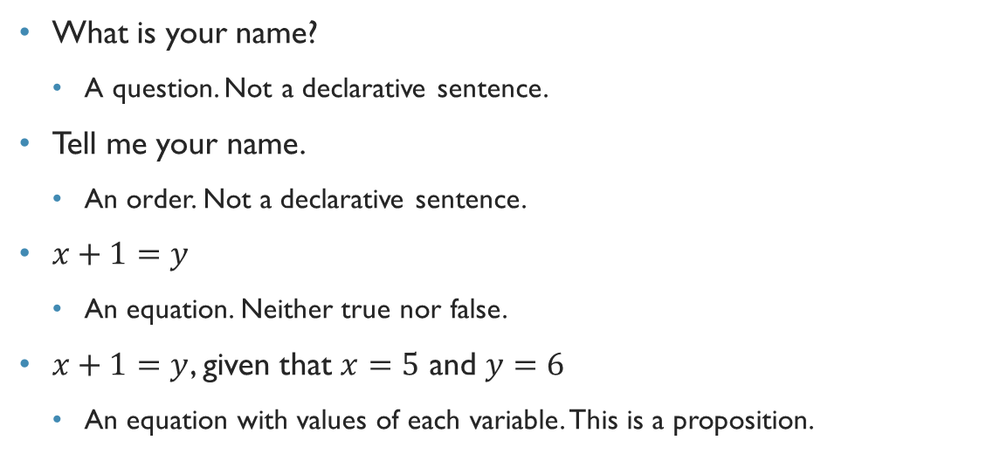 • What is your name?
• A question. Not a declarative sentence.
• Tell me your name.
• An order. Not a declarative sentence.
• x + 1 = y
• An equation. Neither true nor false.
• x + 1 = y, given that x = 5 and y = 6
• An equation with values of each variable. This is a proposition.